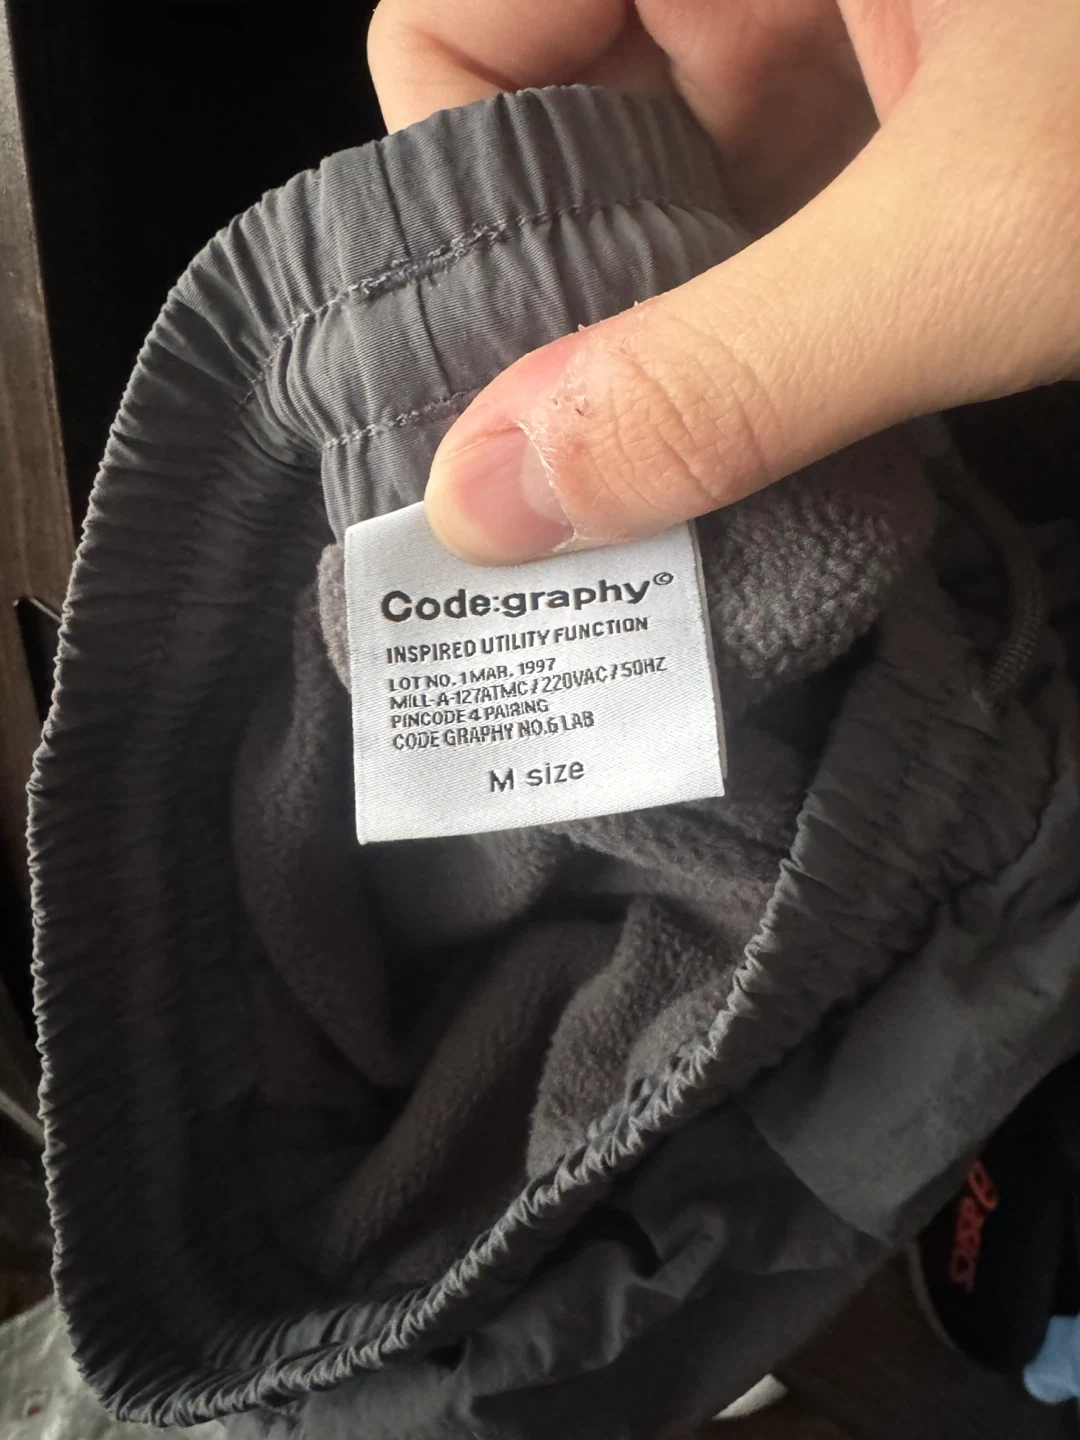 Code:graphy©
INSPIRED UTILITY FUNCTION
LOT NO. 1 MAR. 1997
MILL-A-127ATMC / 220VAC / 50HZ
PINCODE 4 PAIRING
CODE GRAPHY NO.6 LAB
M size
asics